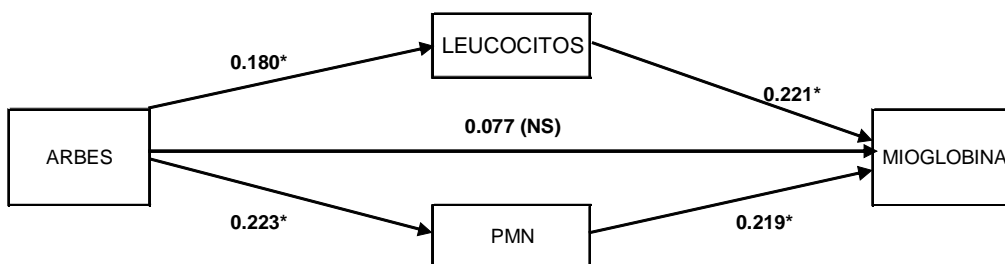 LEUCOCITOS
0.180*
0.221*
0.077 (NS)
ARBES
MIOGLOBINA
0.223*
PMN
0.219*